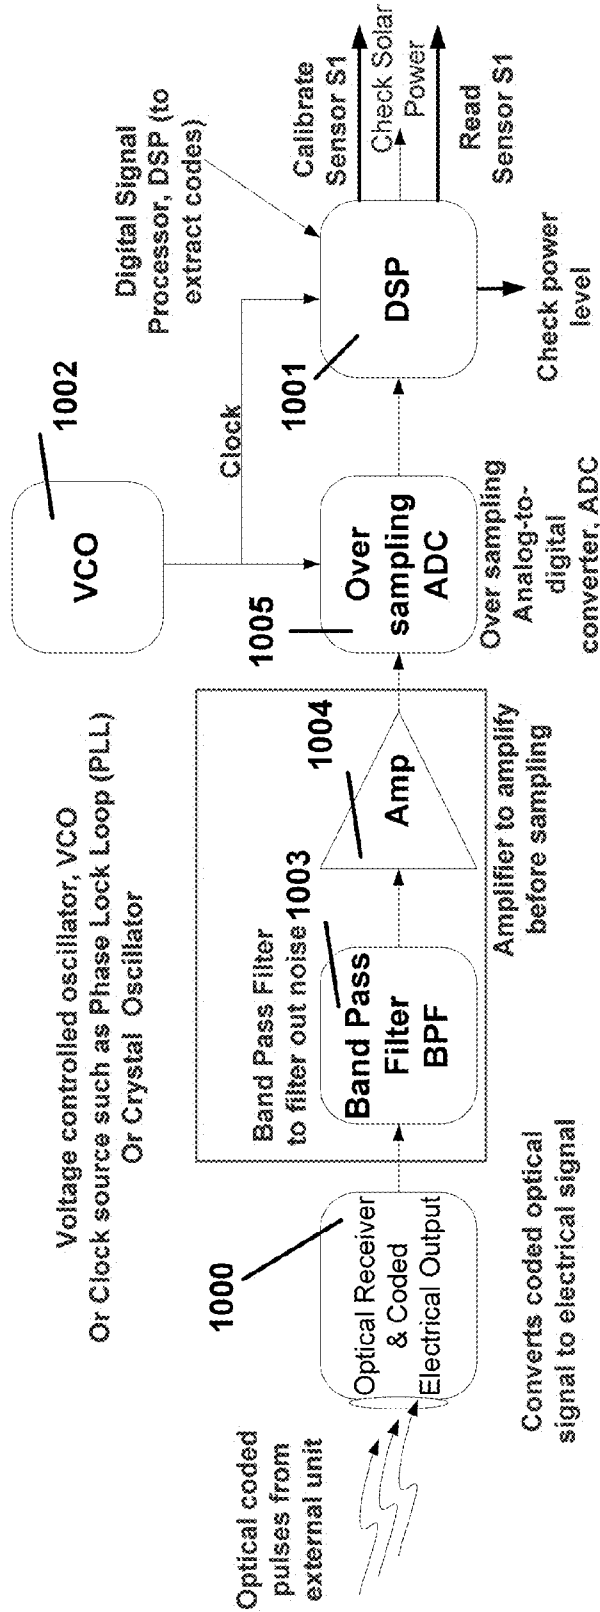 Optical coded
pulses from
external unit
1000
Optical Receiver
& Coded
Electrical Output
Converts coded optical
signal to electrical signal
Voltage controlled oscillator, VCO
Or Clock source such as Phase Lock Loop (PLL)
Or Crystal Oscillator
Band Pass Filter
to filter out noise
1003
Band Pass
Filter
BPF
1004
Amp
Amplifier to amplify
before sampling
VCO
1002
Clock
1005
Over
sampling
ADC
Over sampling
Analog-to-
digital
converter, ADC
Digital Signal
Processor, DSP (to
extract codes)
1001
DSP
Check power
level
Calibrate
Sensor S1
Check Solar
Power
Read
Sensor S1